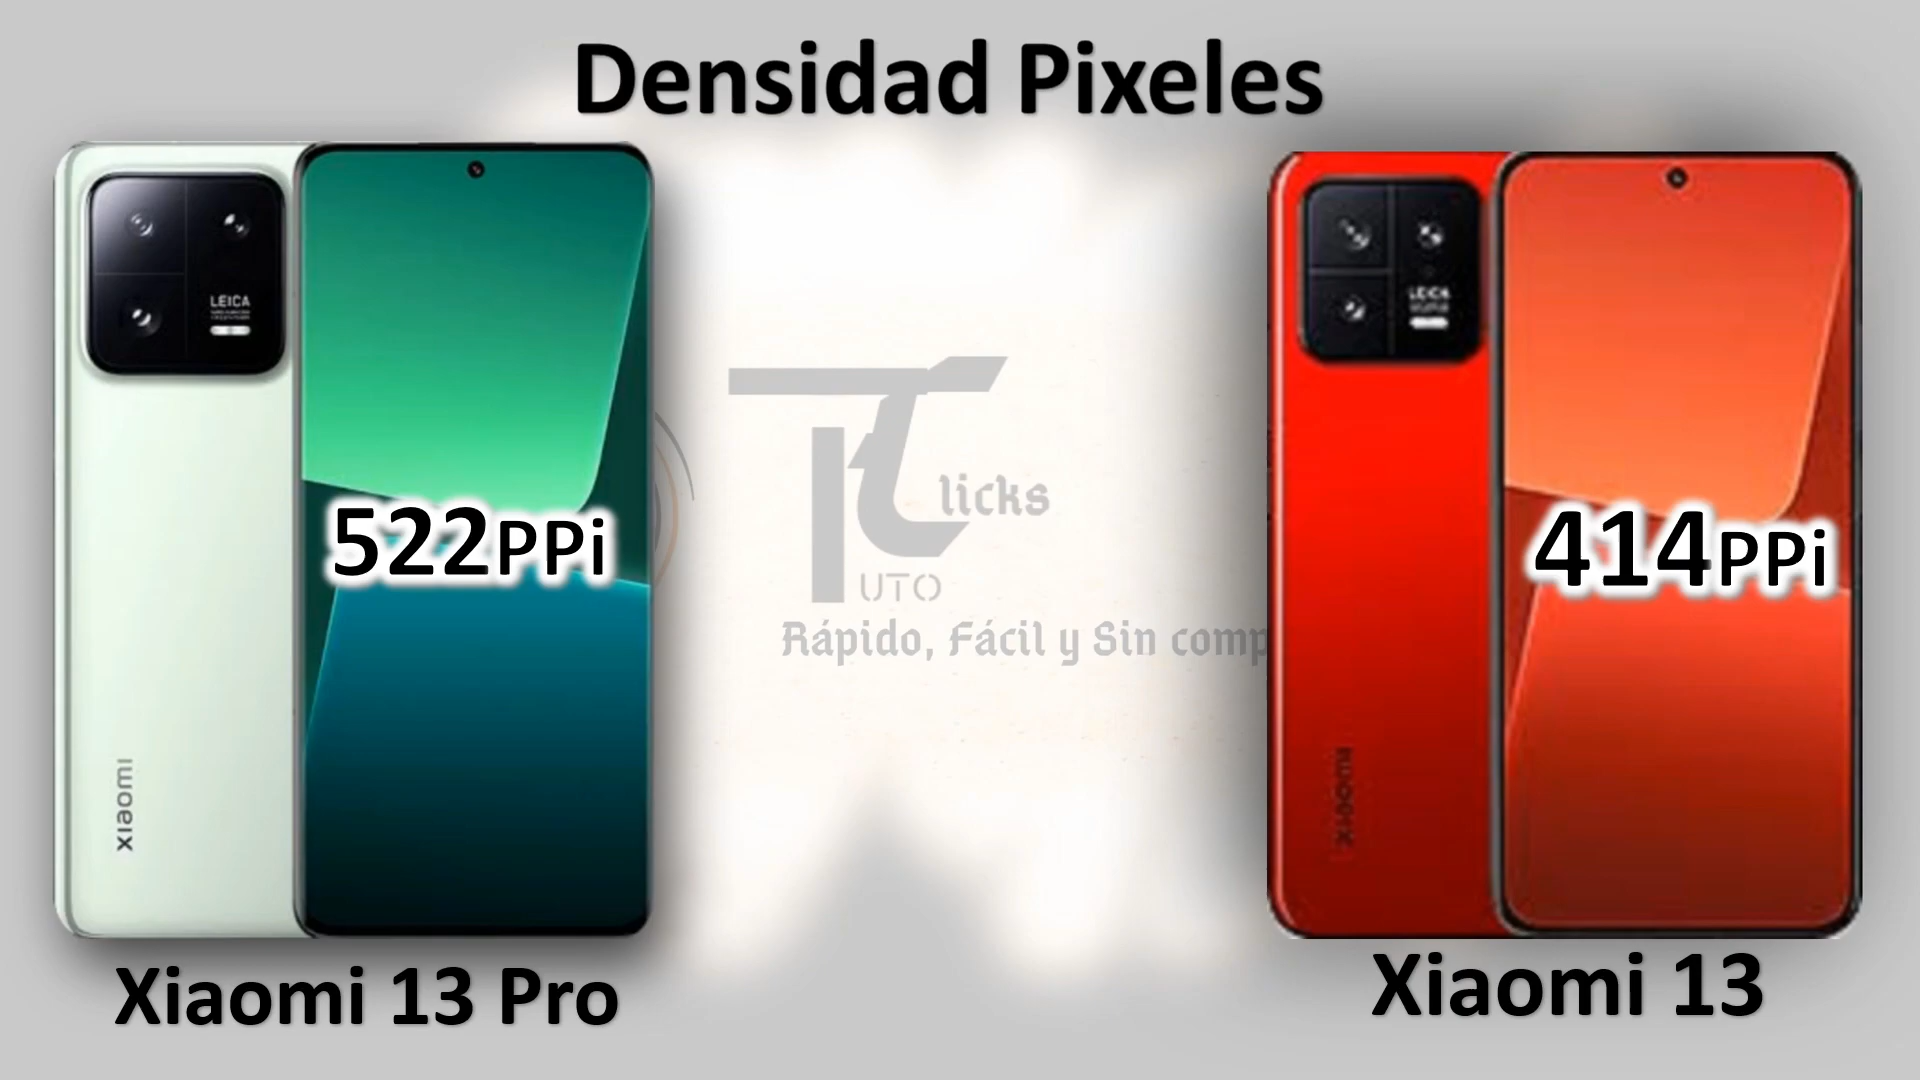 Densidad Pixeles
LEICA
xiaomi
522PPi
Xiaomi 13 Pro
licks
UTO
Rápido, Fácil y Sin comp
LEICA
xiaomi
414PPi
Xiaomi 13